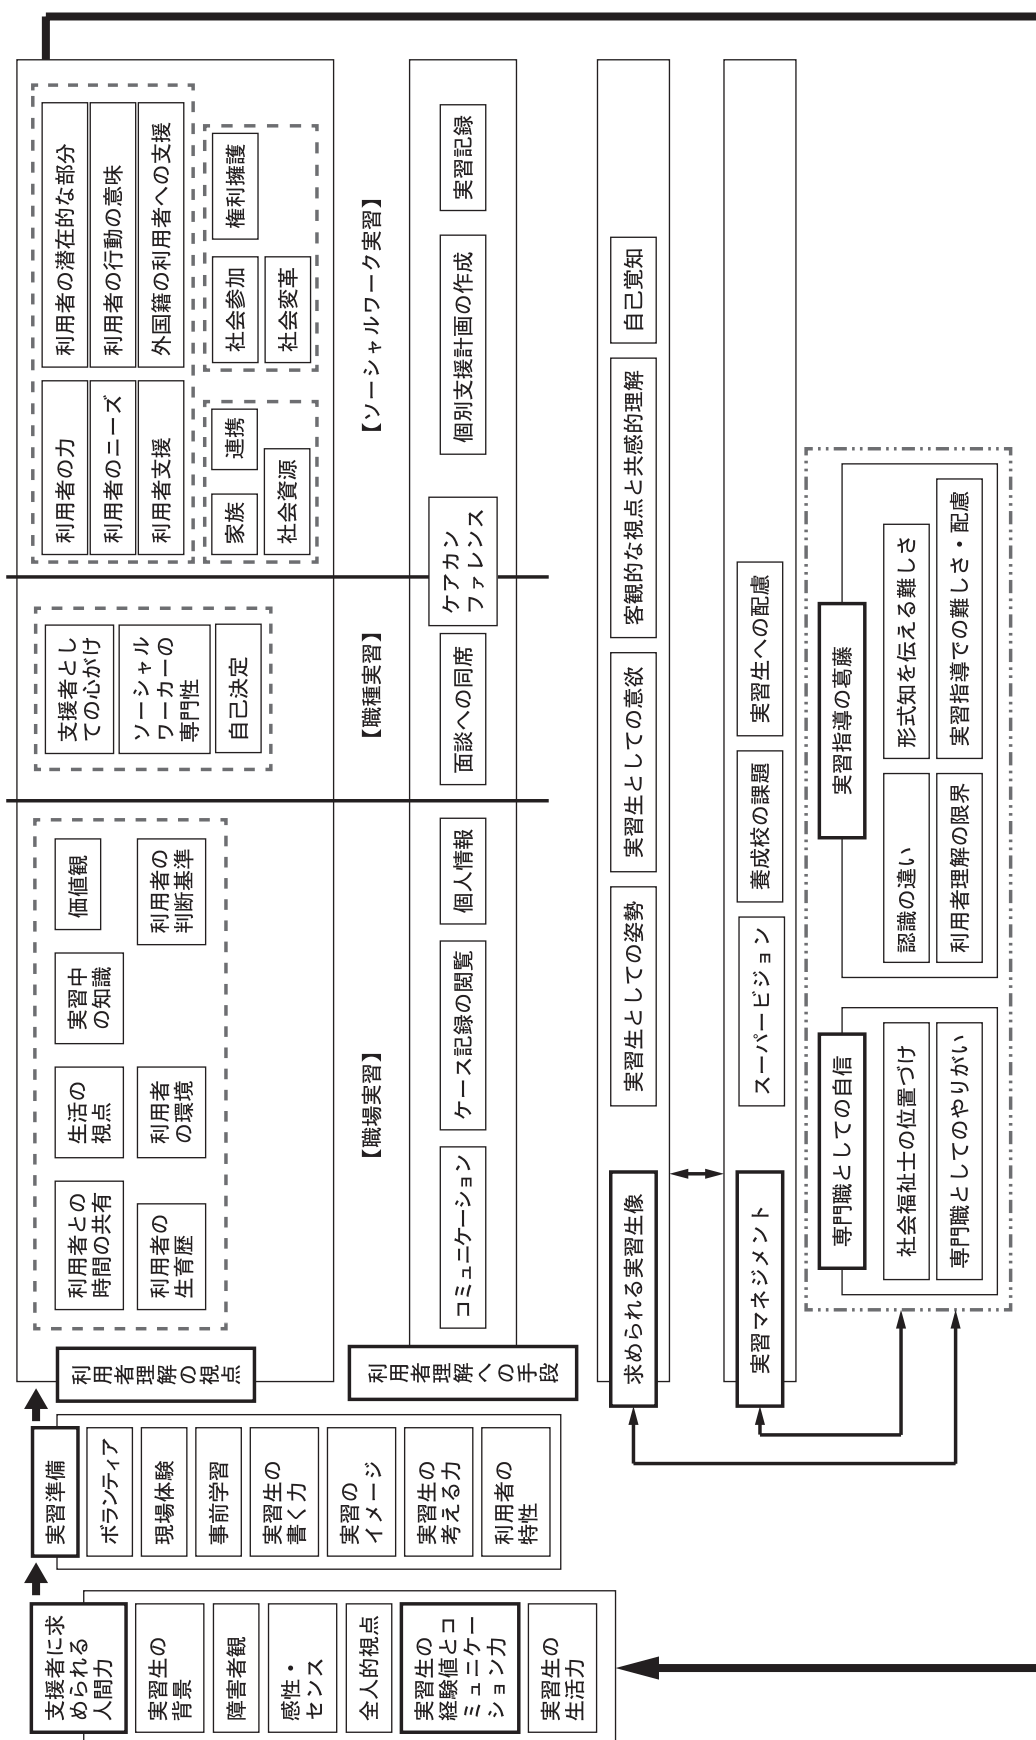 支援者に求
められる
人間力
実習生の
背景
障害者観
感性・
センス
全人的視点
実習生の
経験値とコ
ミュニケー
ション力
実習生の
生活力
実習準備
ボランティア
現場体験
事前学習
実習生の
書く力
実習の
イメージ
実習生の
考える力
利用者の
特性
利用者理解の視点
利用者との
時間の共有
生活の
視点
実習中
の知識
価値観
利用者の
生育歴
利用者
の環境
利用者の
判断基準
支援者とし
ての心がけ
ソーシャル
ワーカーの
専門性
自己決定
利用者の力
利用者の潜在的な部分
利用者のニーズ
利用者の行動の意味
利用者支援
外国籍の利用者への支援
家族
連携
社会資源
社会参加
権利擁護
社会変革
【職場実習】
【職種実習】
【ソーシャルワーク実習】
利用者理解への手段
コミュニケーション
ケース記録の閲覧
個人情報
面談への同席
ケアカン
ファレンス
個別支援計画の作成
実習記録
求められる実習生像
実習生としての姿勢
実習生としての意欲
客観的な視点と共感的理解
自己覚知
実習マネジメント
スーパービジョン
養成校の課題
実習生への配慮
専門職としての自信
社会福祉士の位置づけ
専門職としてのやりがい
実習指導の葛藤
認識の違い
形式知を伝える難しさ
利用者理解の限界
実習指導での難しさ・配慮